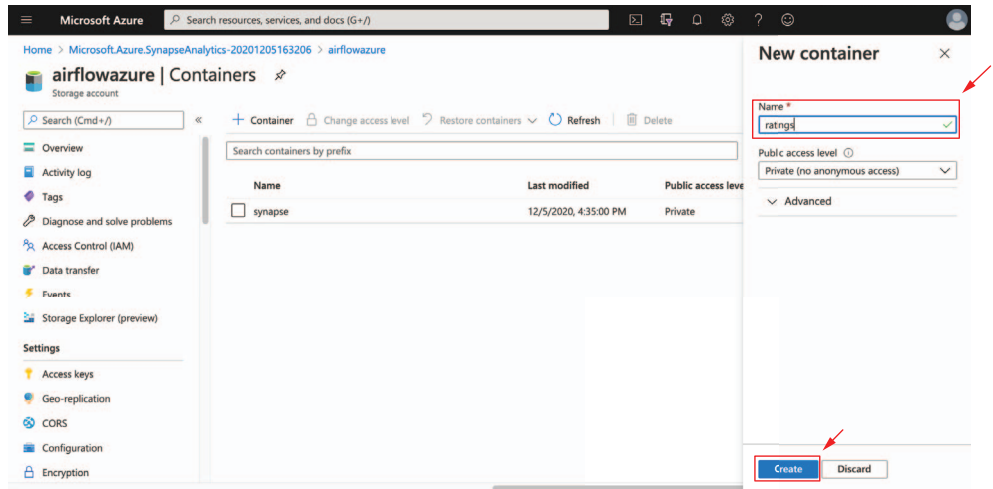 Microsoft Azure
Search resources, services, and docs (G+/)
Home > Microsoft.Azure.SynapseAnalytics-20201205163206 > airflowazure
airflowazure | Containers
Storage account
Search (Cmd+/)
Overview
Activity log
Tags
Diagnose and solve problems
Access Control (IAM)
Data transfer
Events
Storage Explorer (preview)
Settings
Access keys
Geo-replication
CORS
Configuration
Encryption
+ Container
Change access level
Restore containers
Refresh
Delete
Search containers by prefix
Name Last modified Public access leve
synapse 12/5/2020, 4:35:00 PM Private
New container
Name *
ratngs
Publc access level
Private (no anonymous access)
Advanced
Create Discard